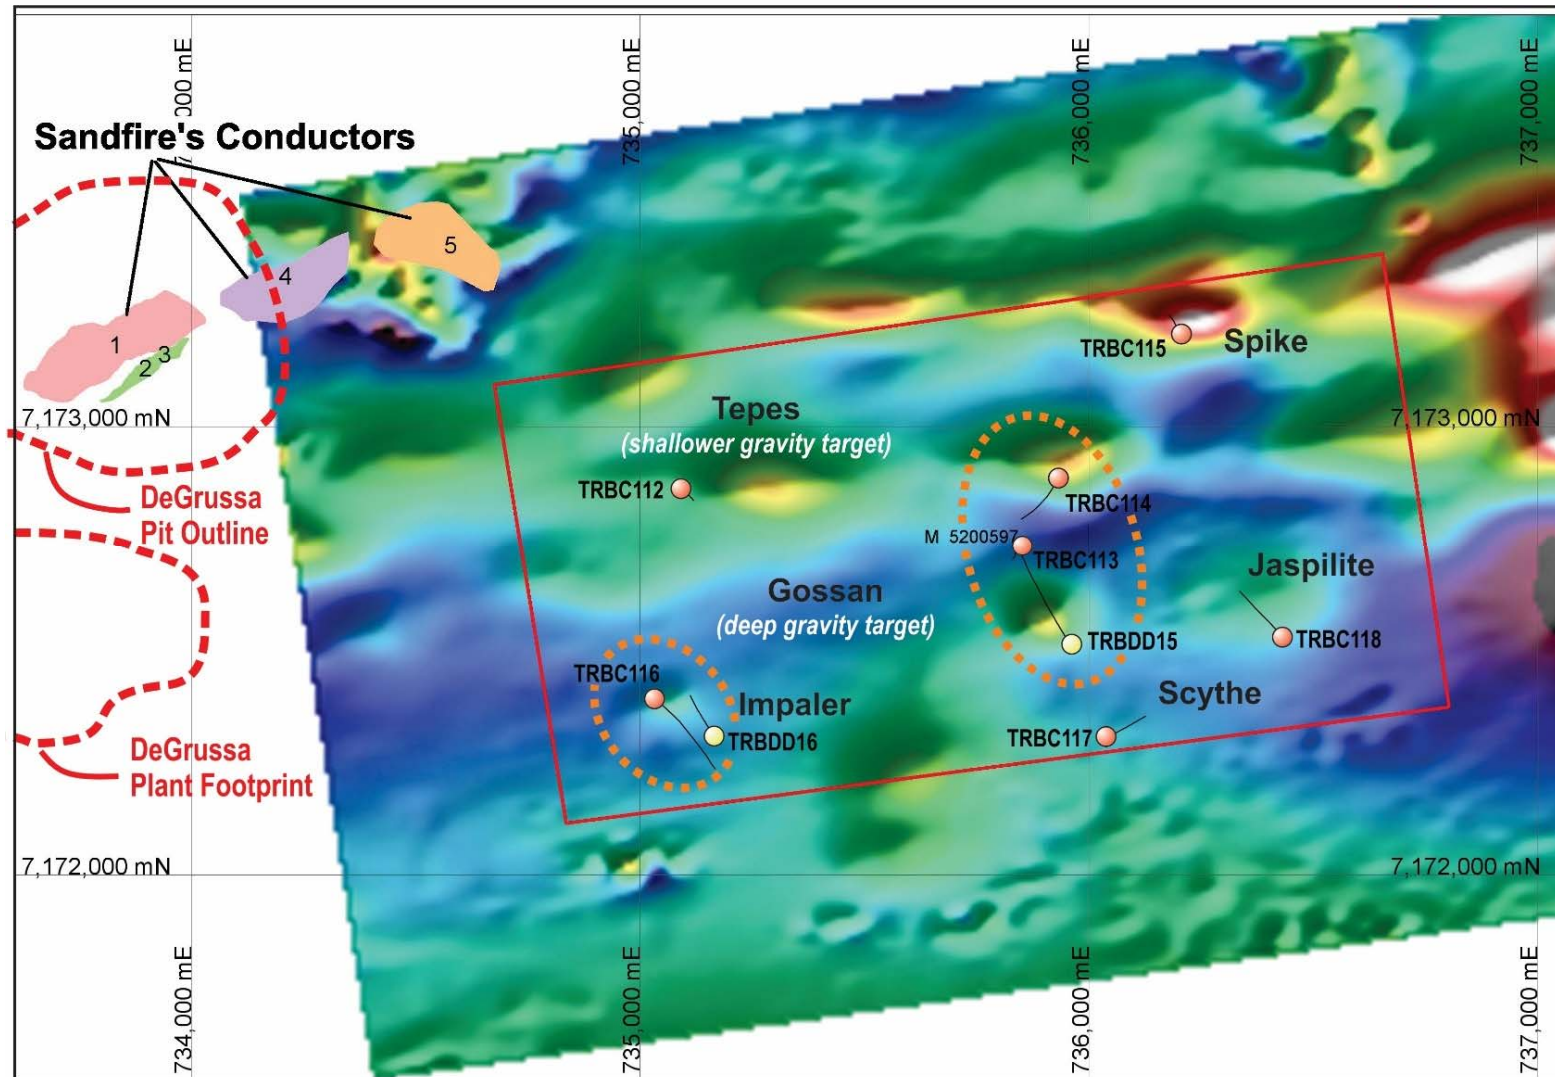 735,000 mE
736,000 mE
737,000 mE
000 mE
Sandfire's Conductors
5
4
1
3
2
Spike
TRBC115
7,173,000 mN
7,173,000 mN
Tepes
(shallower gravity target)
TRBC112
TRBC114
DeGrussa
Pit Outline
M 5200597
TRBC113
Jaspilite
Gossan
(deep gravity target)
TRBDD15
TRBC118
TRBC116
Impaler
Scythe
TRBDD16
TRBC117
DeGrussa
Plant Footprint
7,172,000 mN
7,172,000 mN
734,000 mE
735,000 mE
736,000 mE
737,000 mE